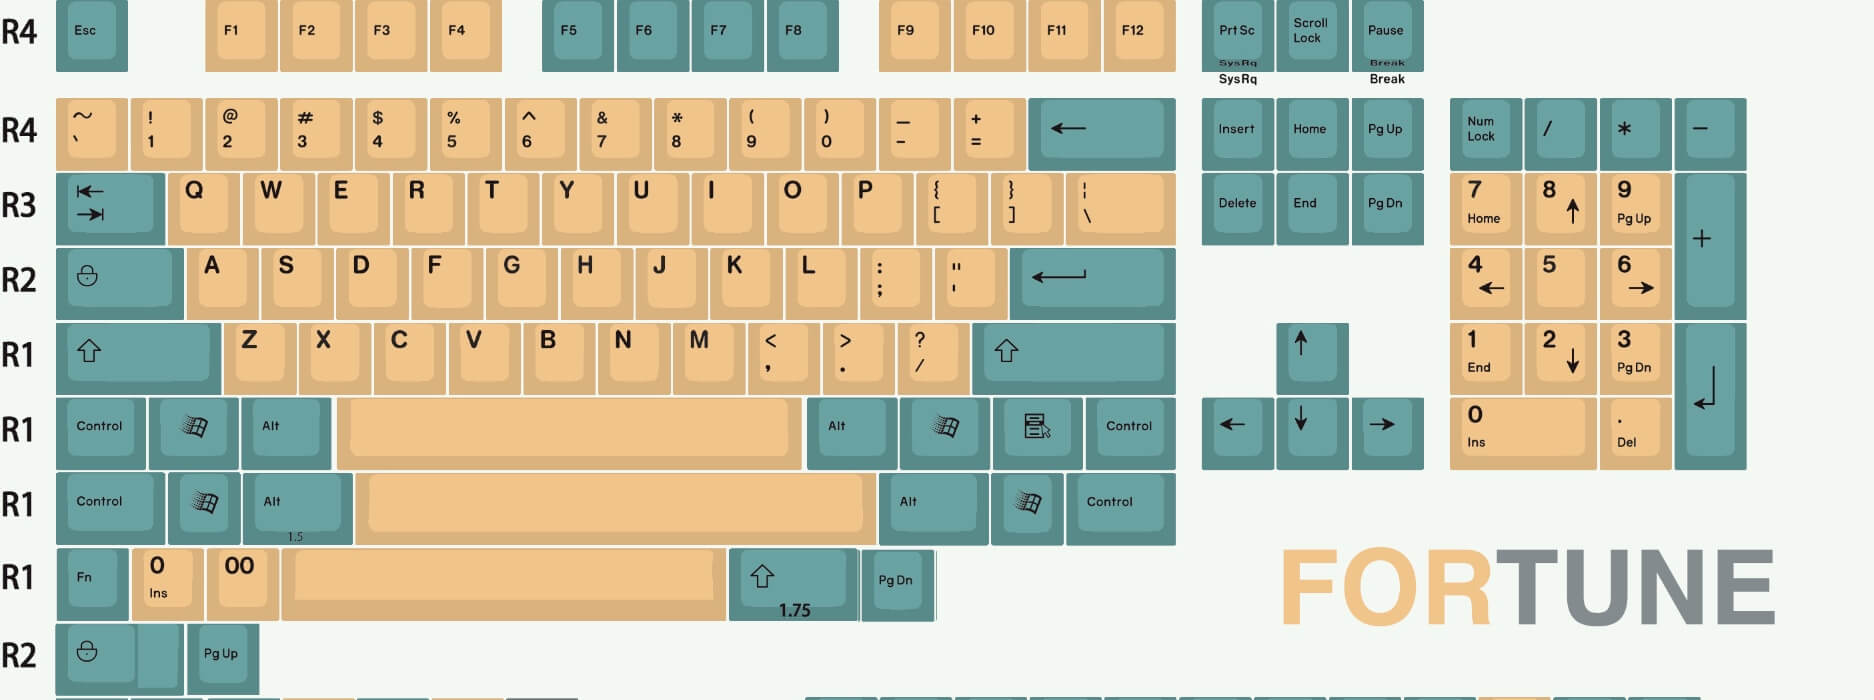 R4 Esc F1 F2 F3 F4 F5 F6 F7 F8 F9 F10 F11 F12 Prt Sc Scroll Lock Pause
SysRq Break
SysRq Break
R4 ~ ` ! 1 @ 2 # 3 $ 4 % 5 ^ 6 & 7 * 8 ( 9 ) 0 — - + = ← Insert Home Pg Up Num Lock / * −
R3 Q W E R T Y U I O P { [ } ] ¦ \ Delete End Pg Dn 7 Home 8 ↑ 9 Pg Up +
R2 A S D F G H J K L : ; " ' 4 ← 5 6 →
R1 Z X C V B N M < , > . ? / ↑ 1 End 2 ↓ 3 Pg Dn
R1 Control Alt Alt Control ← ↓ → 0 Ins . Del
R1 Control Alt 1.5 Alt Control
R1 Fn 0 Ins 00 1.75 Pg Dn
FORTUNE
R2 Pg Up